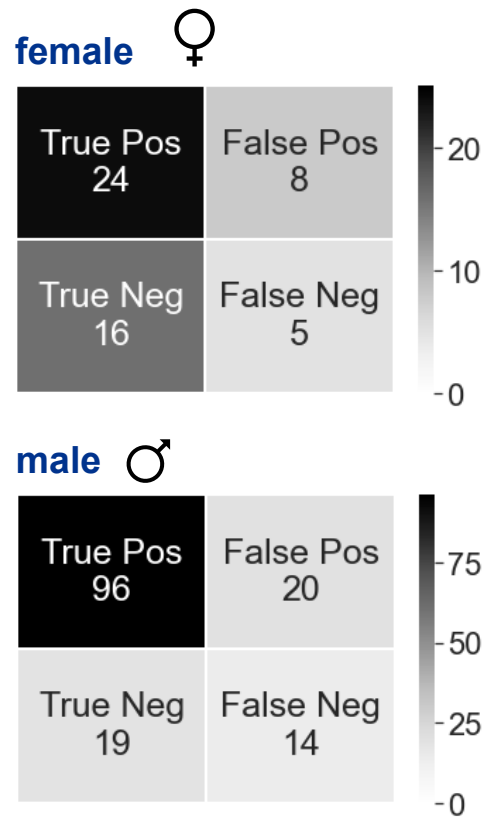 female ♀
True Pos False Pos
24 8
True Neg False Neg
16 5
20
10
0
male ♂
True Pos False Pos
96 20
True Neg False Neg
19 14
75
50
25
0